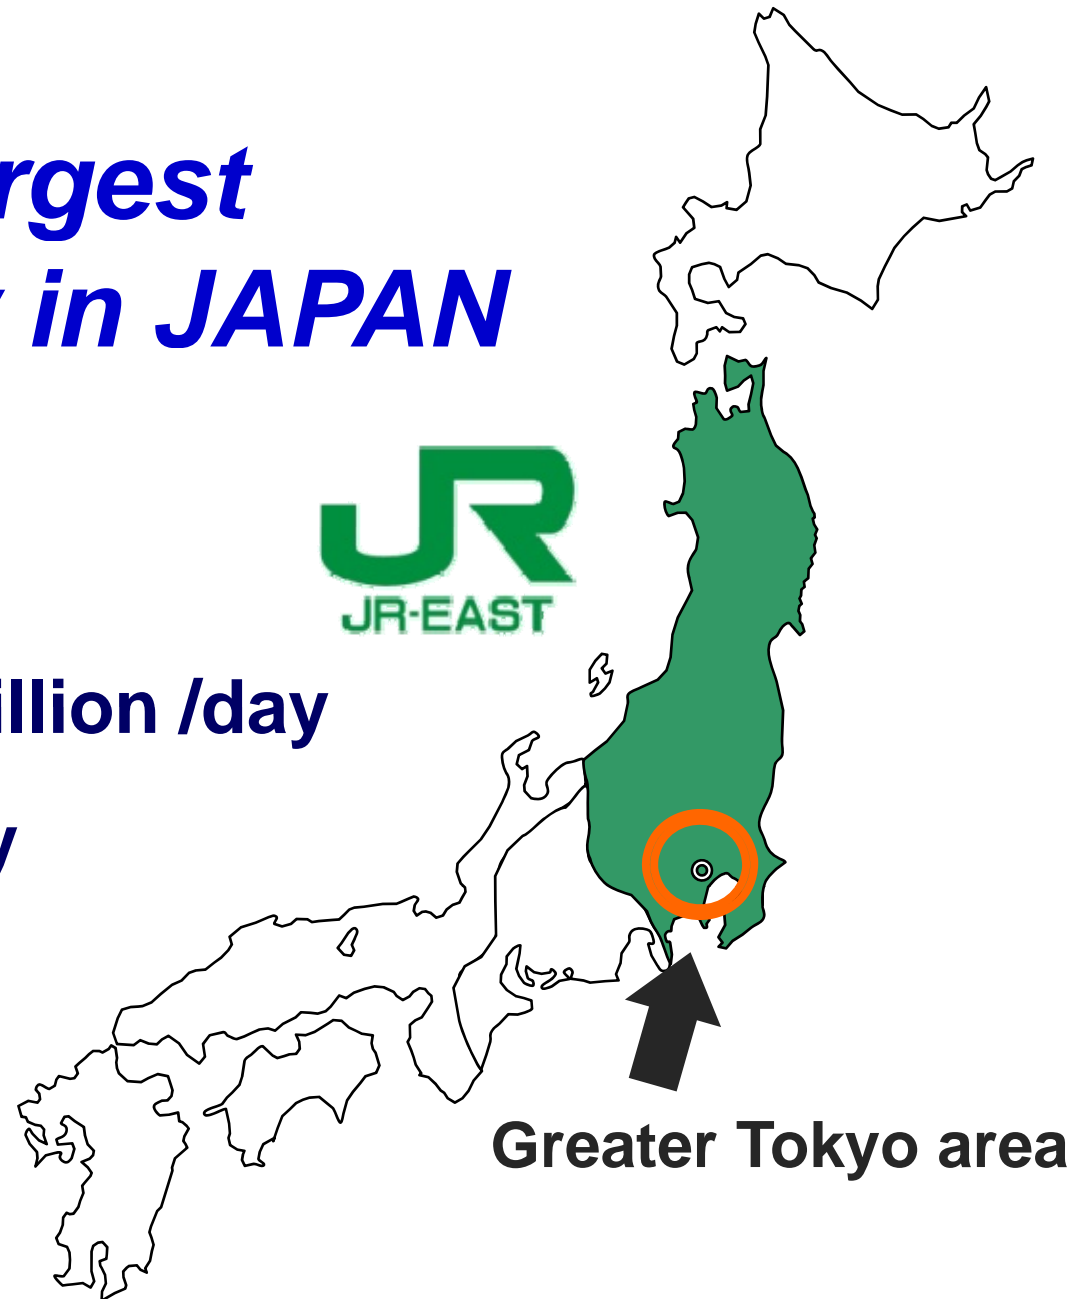 rgest
in JAPAN
JR
JR-EAST
illion /day
y
Greater Tokyo area